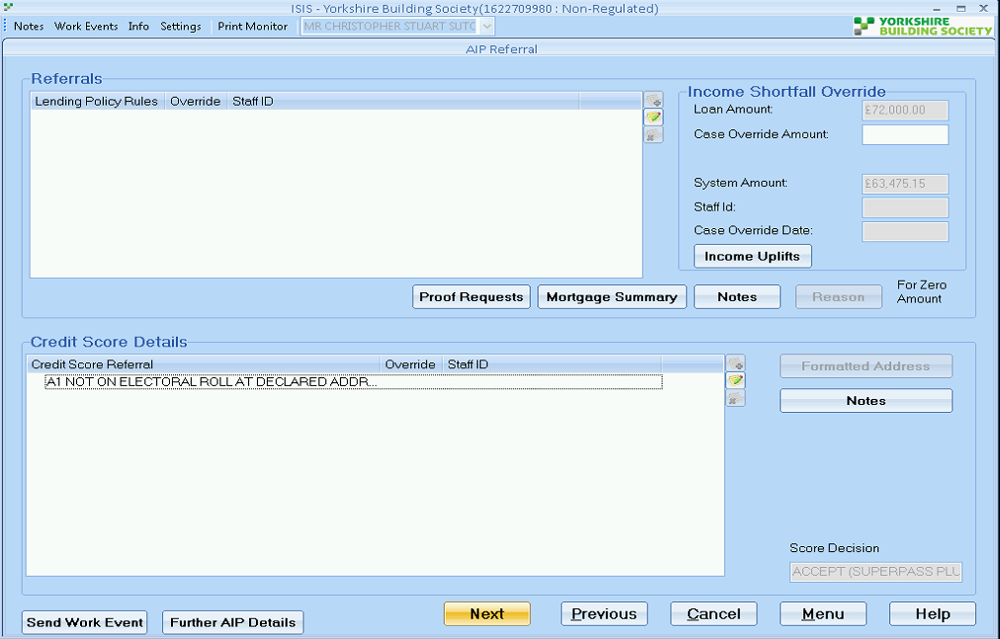 ISIS - Yorkshire Building Society(1622709980 : Non-Regulated)
Notes Work Events Info Settings Print Monitor MR CHRISTOPHER STUART SUTC
YORKSHIRE
BUILDING SOCIETY
AIP Referral
Referrals
Lending Policy Rules Override Staff ID
Income Shortfall Override
Loan Amount: £72,000.00
Case Override Amount:
System Amount: £63,475.15
Staff Id:
Case Override Date:
Income Uplifts
Proof Requests Mortgage Summary Notes Reason
For Zero
Amount
Credit Score Details
Credit Score Referral Override Staff ID
A1 NOT ON ELECTORAL ROLL AT DECLARED ADDR...
Formatted Address
Notes
Score Decision
ACCEPT (SUPERPASS PLU
Send Work Event Further AIP Details Next Previous Cancel Menu Help